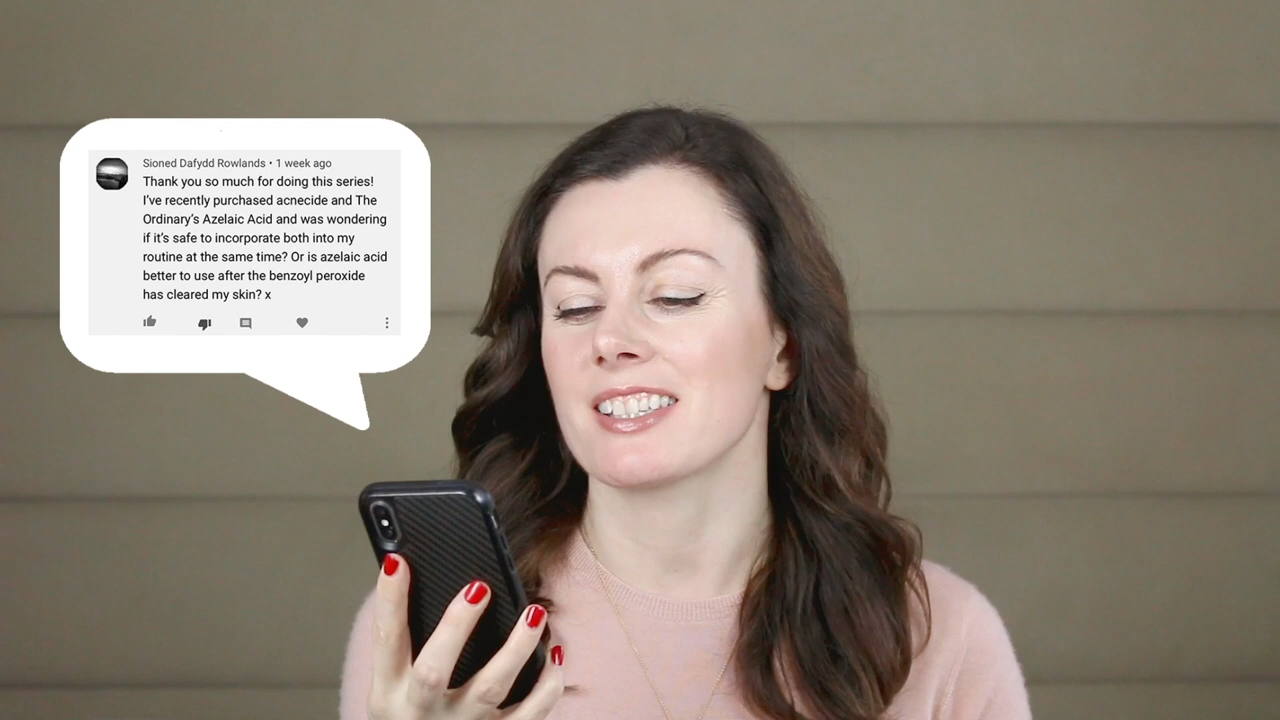 Sioned Dafydd Rowlands • 1 week ago
Thank you so much for doing this series!
I've recently purchased acnecide and The
Ordinary's Azelaic Acid and was wondering
if it's safe to incorporate both into my
routine at the same time? Or is azelaic acid
better to use after the benzoyl peroxide
has cleared my skin? x